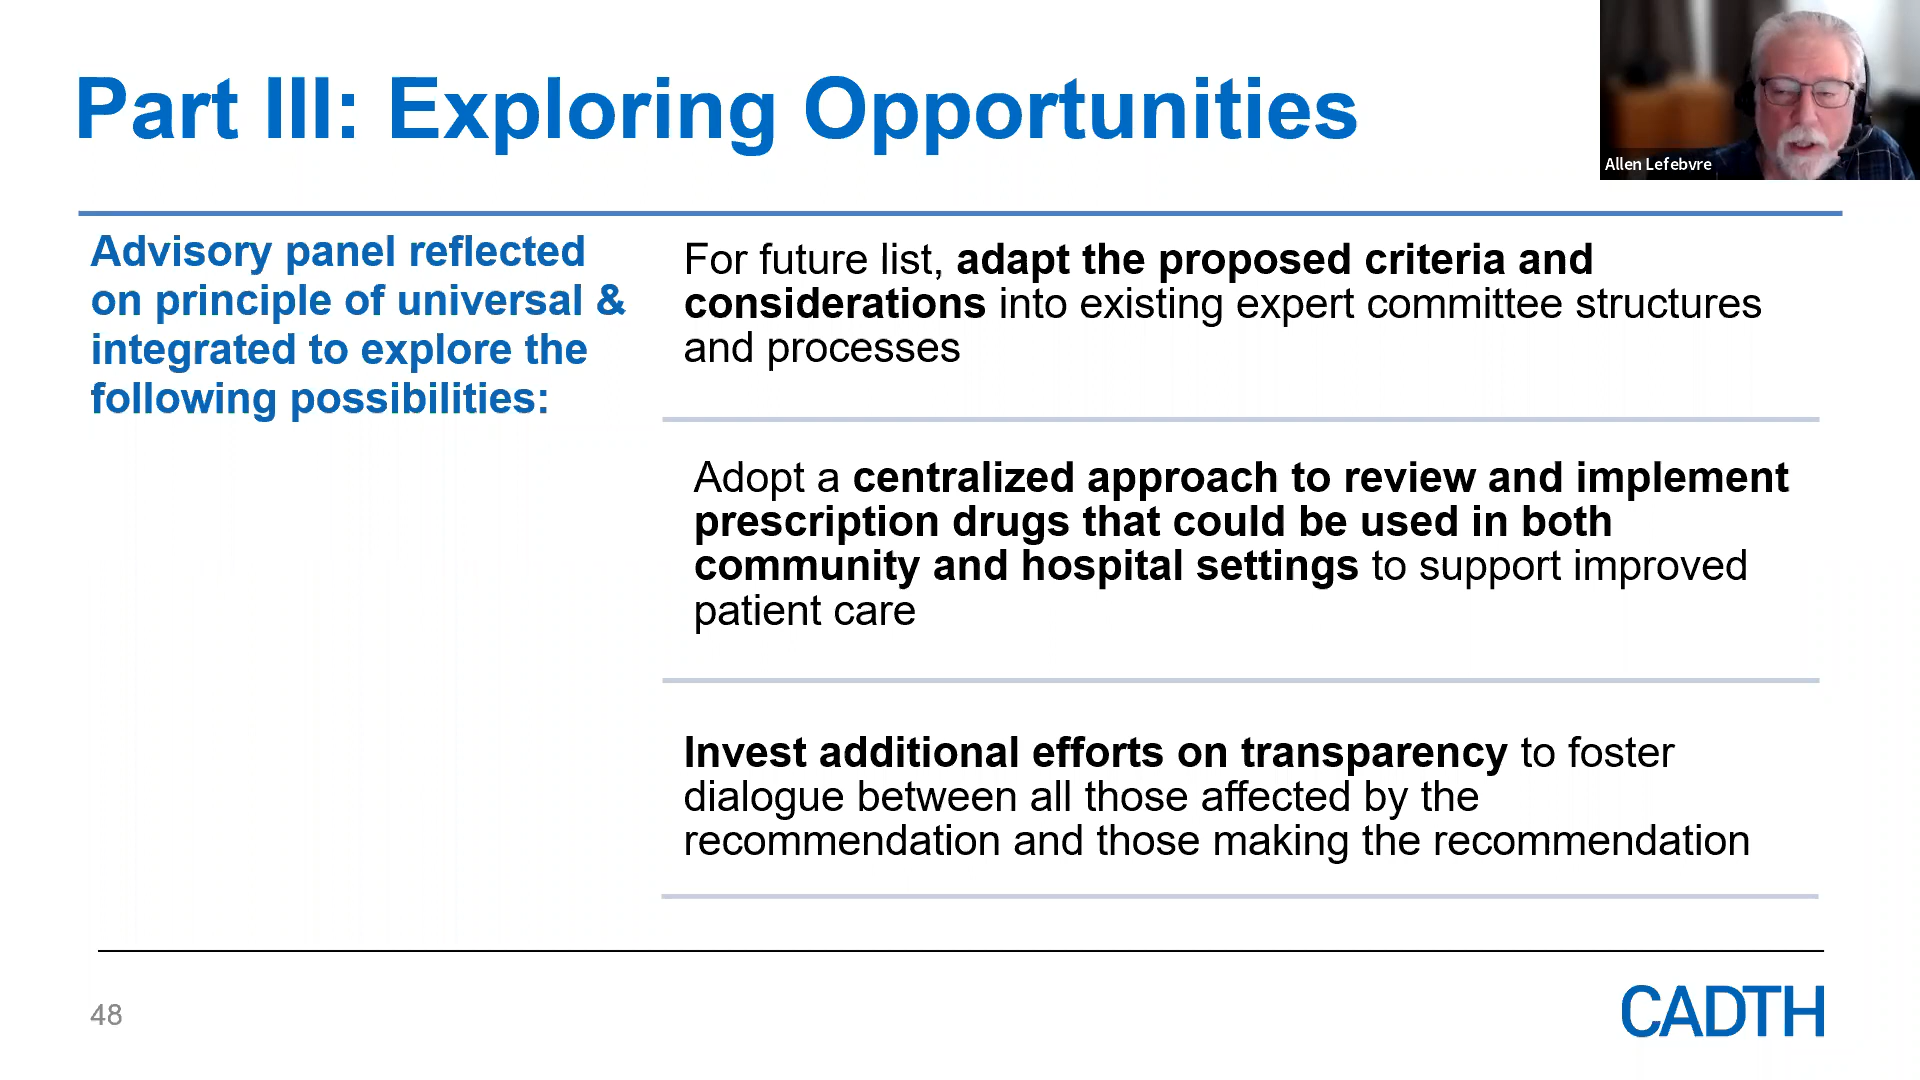 Part III: Exploring Opportunities
Allen Lefebvre
Advisory panel reflected
on principle of universal &
integrated to explore the
following possibilities:
For future list, adapt the proposed criteria and
considerations into existing expert committee structures
and processes
Adopt a centralized approach to review and implement
prescription drugs that could be used in both
community and hospital settings to support improved
patient care
Invest additional efforts on transparency to foster
dialogue between all those affected by the
recommendation and those making the recommendation
48
CADTH